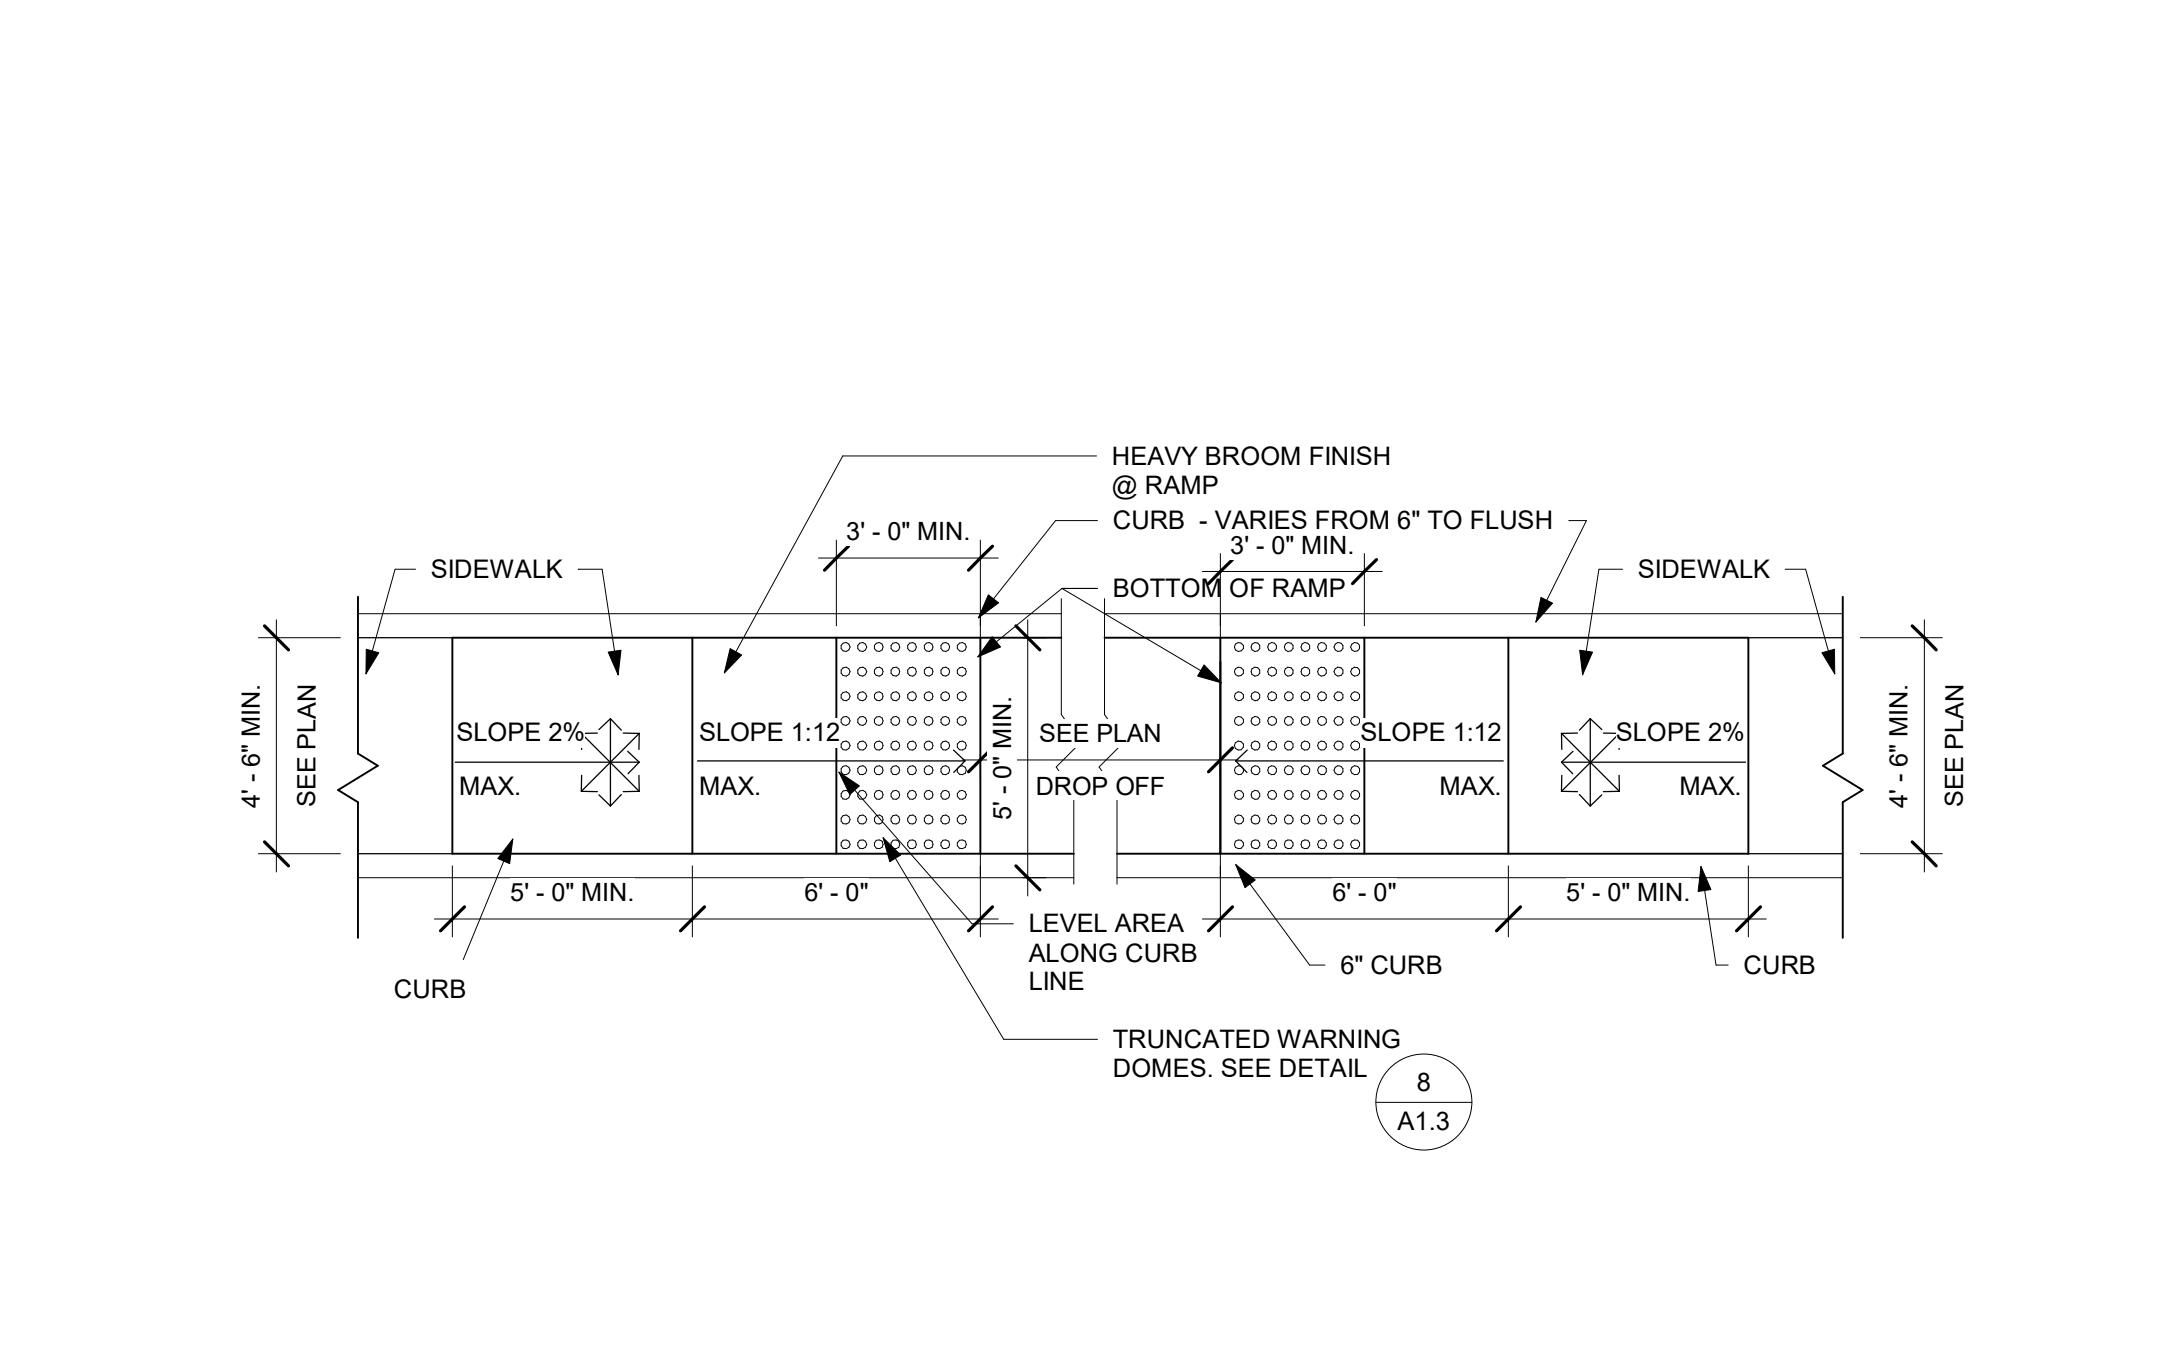 HEAVY BROOM FINISH
@ RAMP
CURB - VARIES FROM 6" TO FLUSH
3' - 0" MIN.
3' - 0" MIN.
SIDEWALK
BOTTOM OF RAMP
SIDEWALK
4' - 6" MIN.
SEE PLAN
SLOPE 2%
MAX.
SLOPE 1:12
MAX.
5' - 0" MIN.
SEE PLAN
DROP OFF
SLOPE 1:12
MAX.
SLOPE 2%
MAX.
4' - 6" MIN.
SEE PLAN
5' - 0" MIN.
6' - 0"
6' - 0"
5' - 0" MIN.
LEVEL AREA
ALONG CURB
LINE
6" CURB
CURB
CURB
TRUNCATED WARNING
DOMES. SEE DETAIL
8
A1.3